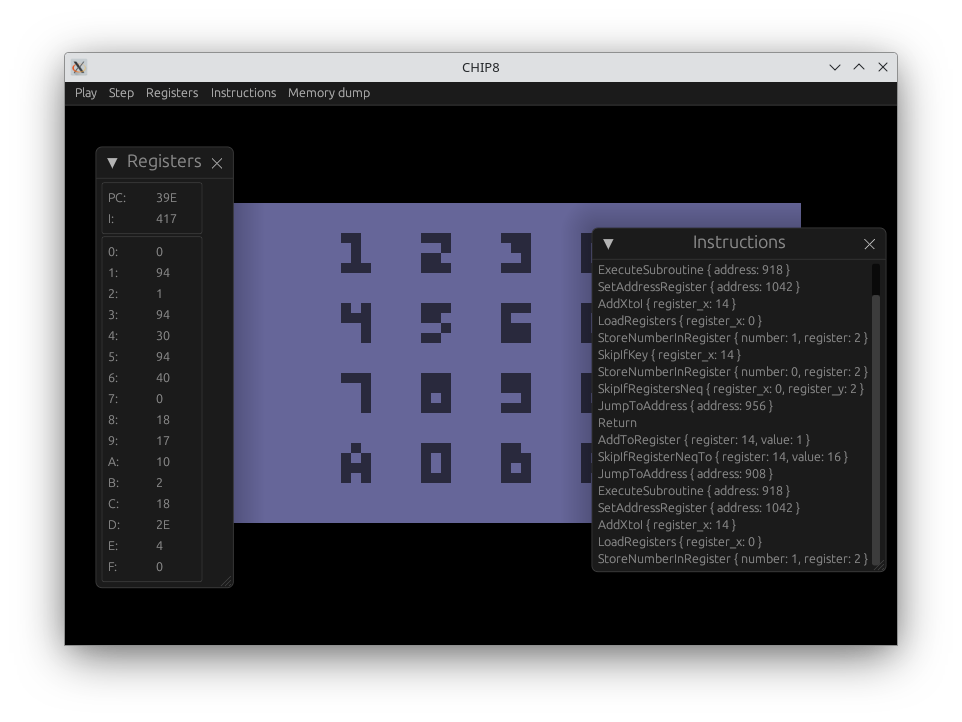 CHIP8
Play Step Registers Instructions Memory dump
Registers
PC: 39E
I: 417
0: 0
1: 94
2: 1
3: 94
4: 30
5: 94
6: 40
7: 0
8: 18
9: 17
A: 10
B: 2
C: 18
D: 2E
E: 4
F: 0
1 2 3
4 5 6
7 8 9
A 0 b
Instructions
ExecuteSubroutine { address: 918 }
SetAddressRegister { address: 1042 }
AddXtoI { register_x: 14 }
LoadRegisters { register_x: 0 }
StoreNumberInRegister { number: 1, register: 2 }
SkipIfKey { register_x: 14 }
StoreNumberInRegister { number: 0, register: 2 }
SkipIfRegistersNeq { register_x: 0, register_y: 2 }
JumpToAddress { address: 956 }
Return
AddToRegister { register: 14, value: 1 }
SkipIfRegisterNeqTo { register: 14, value: 16 }
JumpToAddress { address: 908 }
ExecuteSubroutine { address: 918 }
SetAddressRegister { address: 1042 }
AddXtoI { register_x: 14 }
LoadRegisters { register_x: 0 }
StoreNumberInRegister { number: 1, register: 2 }